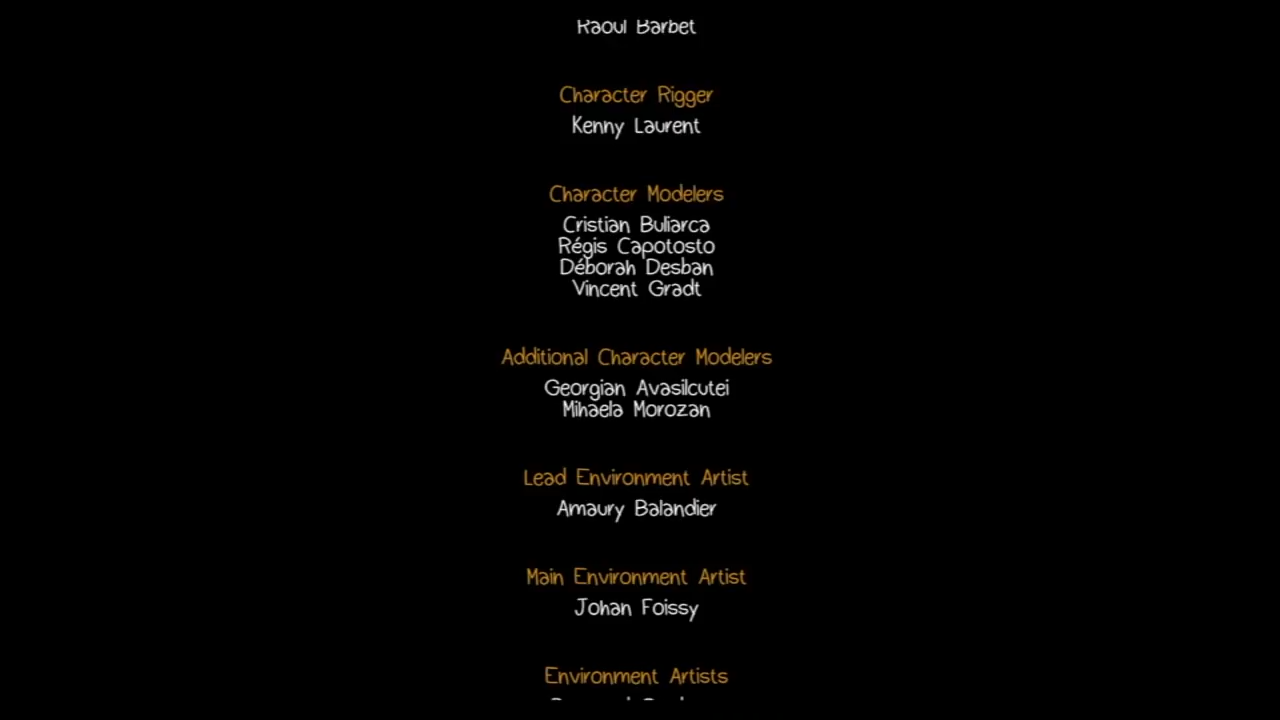 Raoul Barbet
Character Rigger
Kenny Laurent
Character Modelers
Cristian Buliarca
Régis Capotosto
Déborah Desban
Vincent Gradt
Additional Character Modelers
Georgian Avasilcutei
Mihaela Morozan
Lead Environment Artist
Amaury Balandier
Main Environment Artist
Johan Foissy
Environment Artists